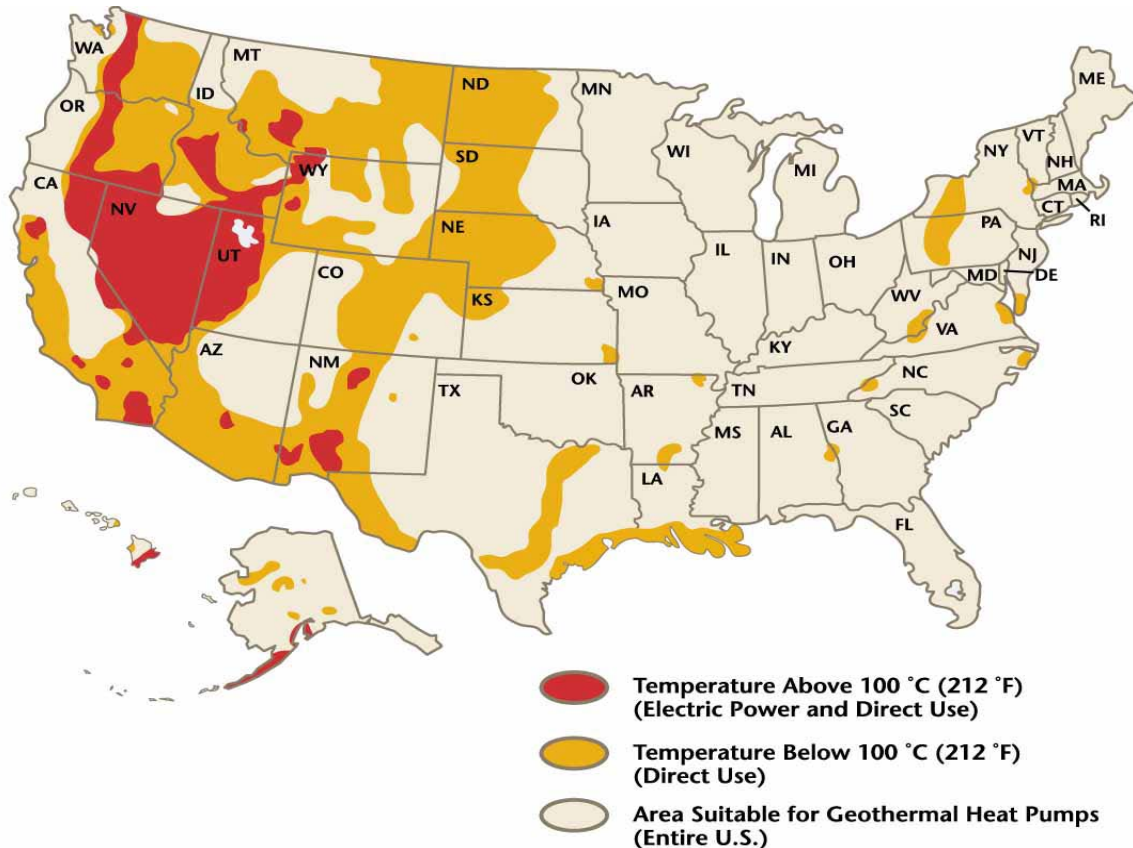 WA
MT
ND
MN
ME
OR
ID
VT
NY
NH
SD
WI
WY
MI
MA
CA
CT
RI
NV
NE
IA
PA
UT
NJ
CO
IL
IN
OH
MD
DE
KS
MO
WV
VA
KY
AZ
NM
OK
NC
TX
AR
TN
SC
MS
AL
GA
LA
FL
Temperature Above 100 ˚C (212 ˚F)
(Electric Power and Direct Use)
Temperature Below 100 ˚C (212 ˚F)
(Direct Use)
Area Suitable for Geothermal Heat Pumps
(Entire U.S.)